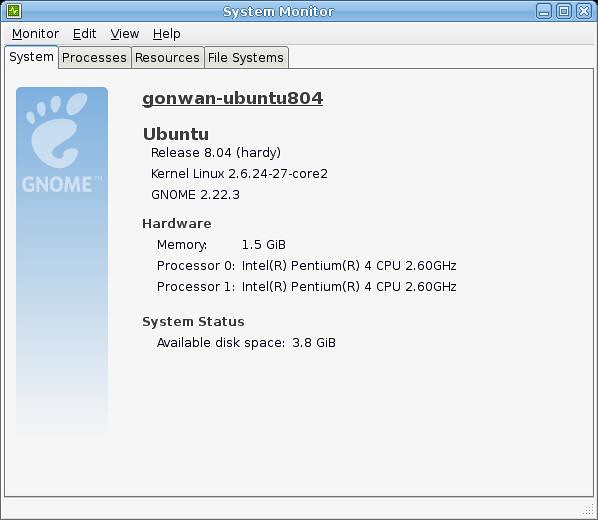 System Monitor
Monitor Edit View Help
System Processes Resources File Systems
gonwan-ubuntu804
Ubuntu
Release 8.04 (hardy)
Kernel Linux 2.6.24-27-core2
GNOME™
GNOME 2.22.3
Hardware
Memory: 1.5 GiB
Processor 0: Intel(R) Pentium(R) 4 CPU 2.60GHz
Processor 1: Intel(R) Pentium(R) 4 CPU 2.60GHz
System Status
Available disk space: 3.8 GiB